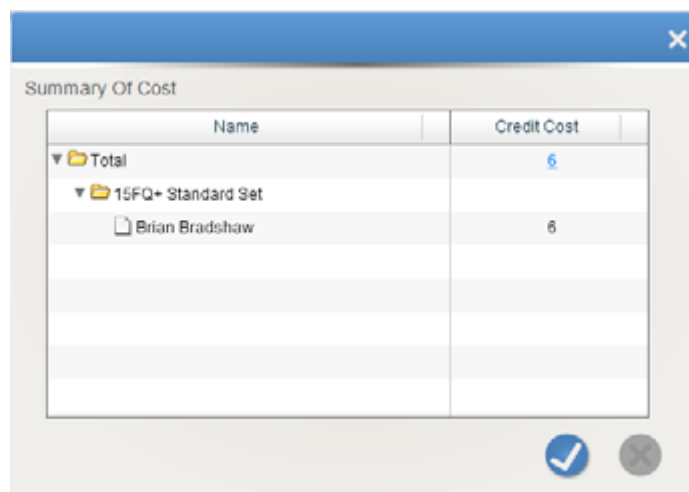 Summary Of Cost
Name Credit Cost
Total 6
15FQ+ Standard Set
Brian Bradshaw 6